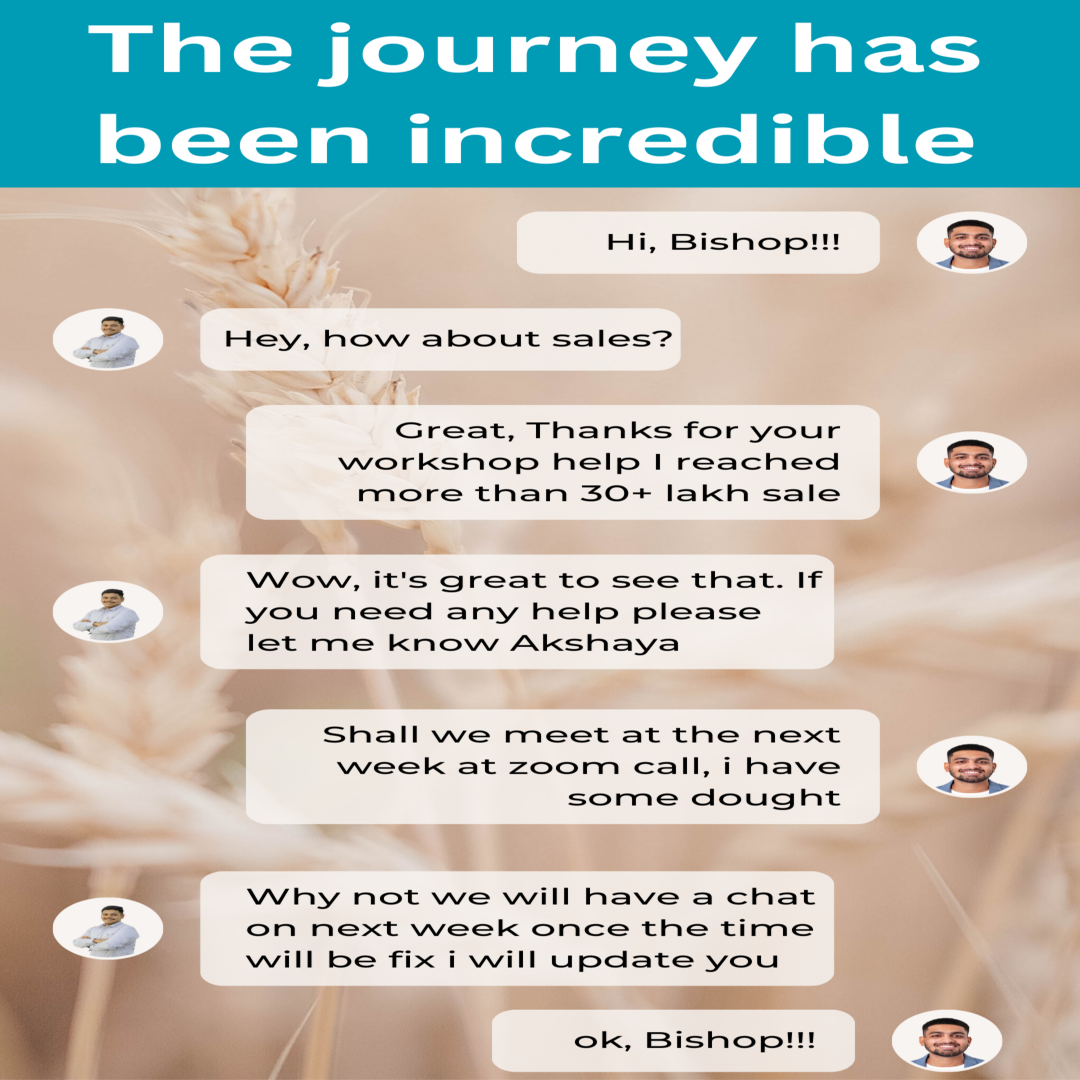 The journey has
been incredible
Hi, Bishop!!!
Hey, how about sales?
Great, Thanks for your
workshop help I reached
more than 30+ lakh sale
Wow, it's great to see that. If
you need any help please
let me know Akshaya
Shall we meet at the next
week at zoom call, i have
some dought
Why not we will have a chat
on next week once the time
will be fix i will update you
ok, Bishop!!!